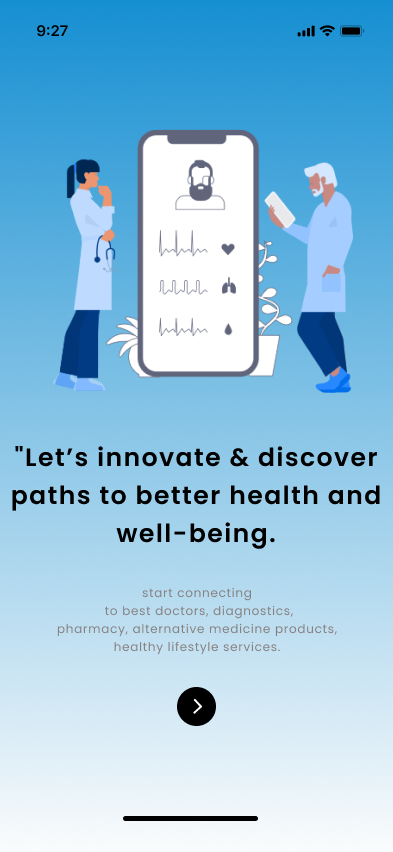 9:27
"Let’s innovate & discover
paths to better health and
well-being.
start connecting
to best doctors, diagnostics,
pharmacy, alternative medicine products,
healthy lifestyle services.